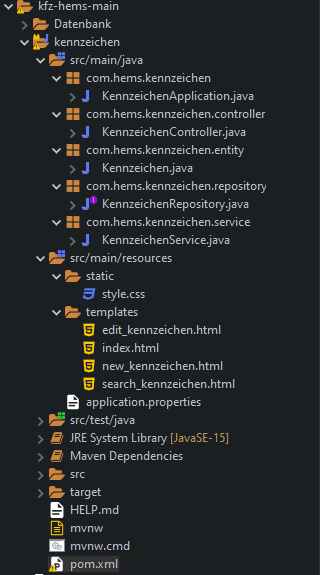 kfz-hems-main
Datenbank
kennzeichen
src/main/java
com.hems.kennzeichen
KennzeichenApplication.java
com.hems.kennzeichen.controller
KennzeichenController.java
com.hems.kennzeichen.entity
Kennzeichen.java
com.hems.kennzeichen.repository
KennzeichenRepository.java
com.hems.kennzeichen.service
KennzeichenService.java
src/main/resources
static
style.css
templates
edit_kennzeichen.html
index.html
new_kennzeichen.html
search_kennzeichen.html
application.properties
src/test/java
JRE System Library [JavaSE-15]
Maven Dependencies
src
target
HELP.md
mvnw
mvnw.cmd
pom.xml